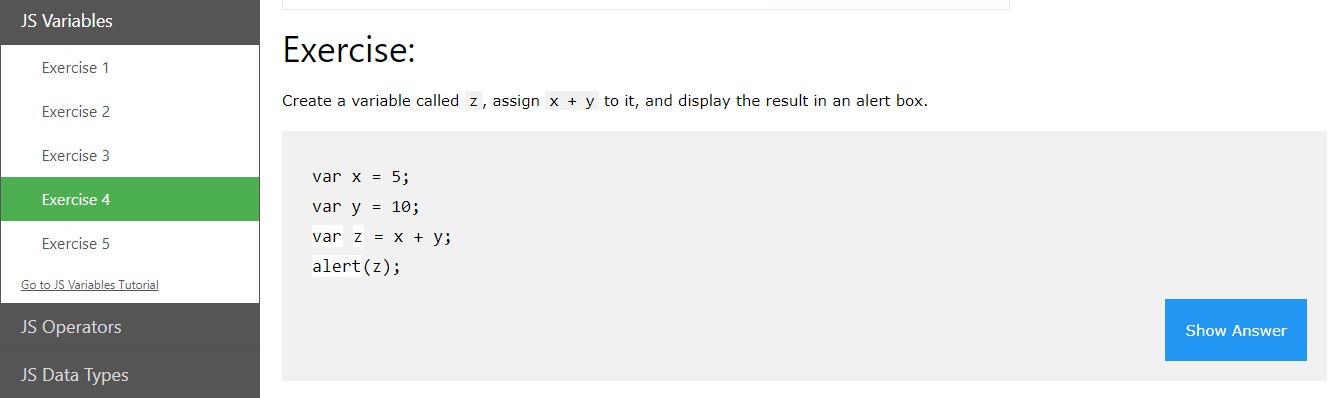 JS Variables
Exercise 1
Exercise 2
Exercise 3
Exercise 4
Exercise 5
Go to JS Variables Tutorial
JS Operators
JS Data Types
Exercise:
Create a variable called z, assign x + y to it, and display the result in an alert box.
var x = 5;
var y = 10;
var z = x + y;
alert(z);
Show Answer